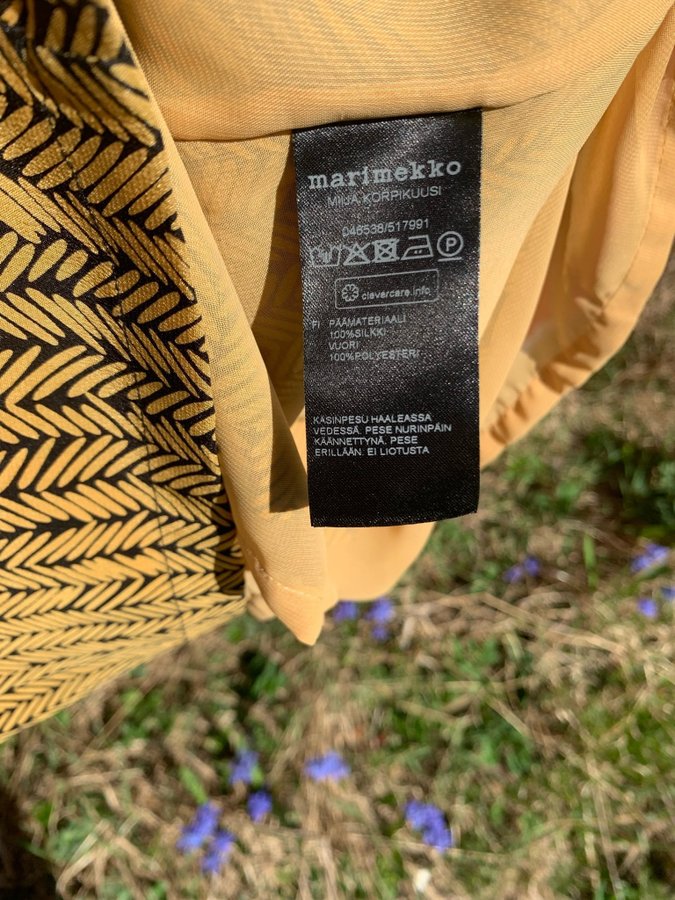 marimekko
MIIJA KORPIKUUSI
046538/517991
P
clevercare.info
FI PÄÄMATERIAALI
100%SILKKI
VUORI
100%POLYESTERI
KÄSINPESU HAALEASSA
VEDESSÄ. PESE NURINPÄIN
KÄÄNNETTYNÄ. PESE
ERILLÄÄN. EI LIOTUSTA